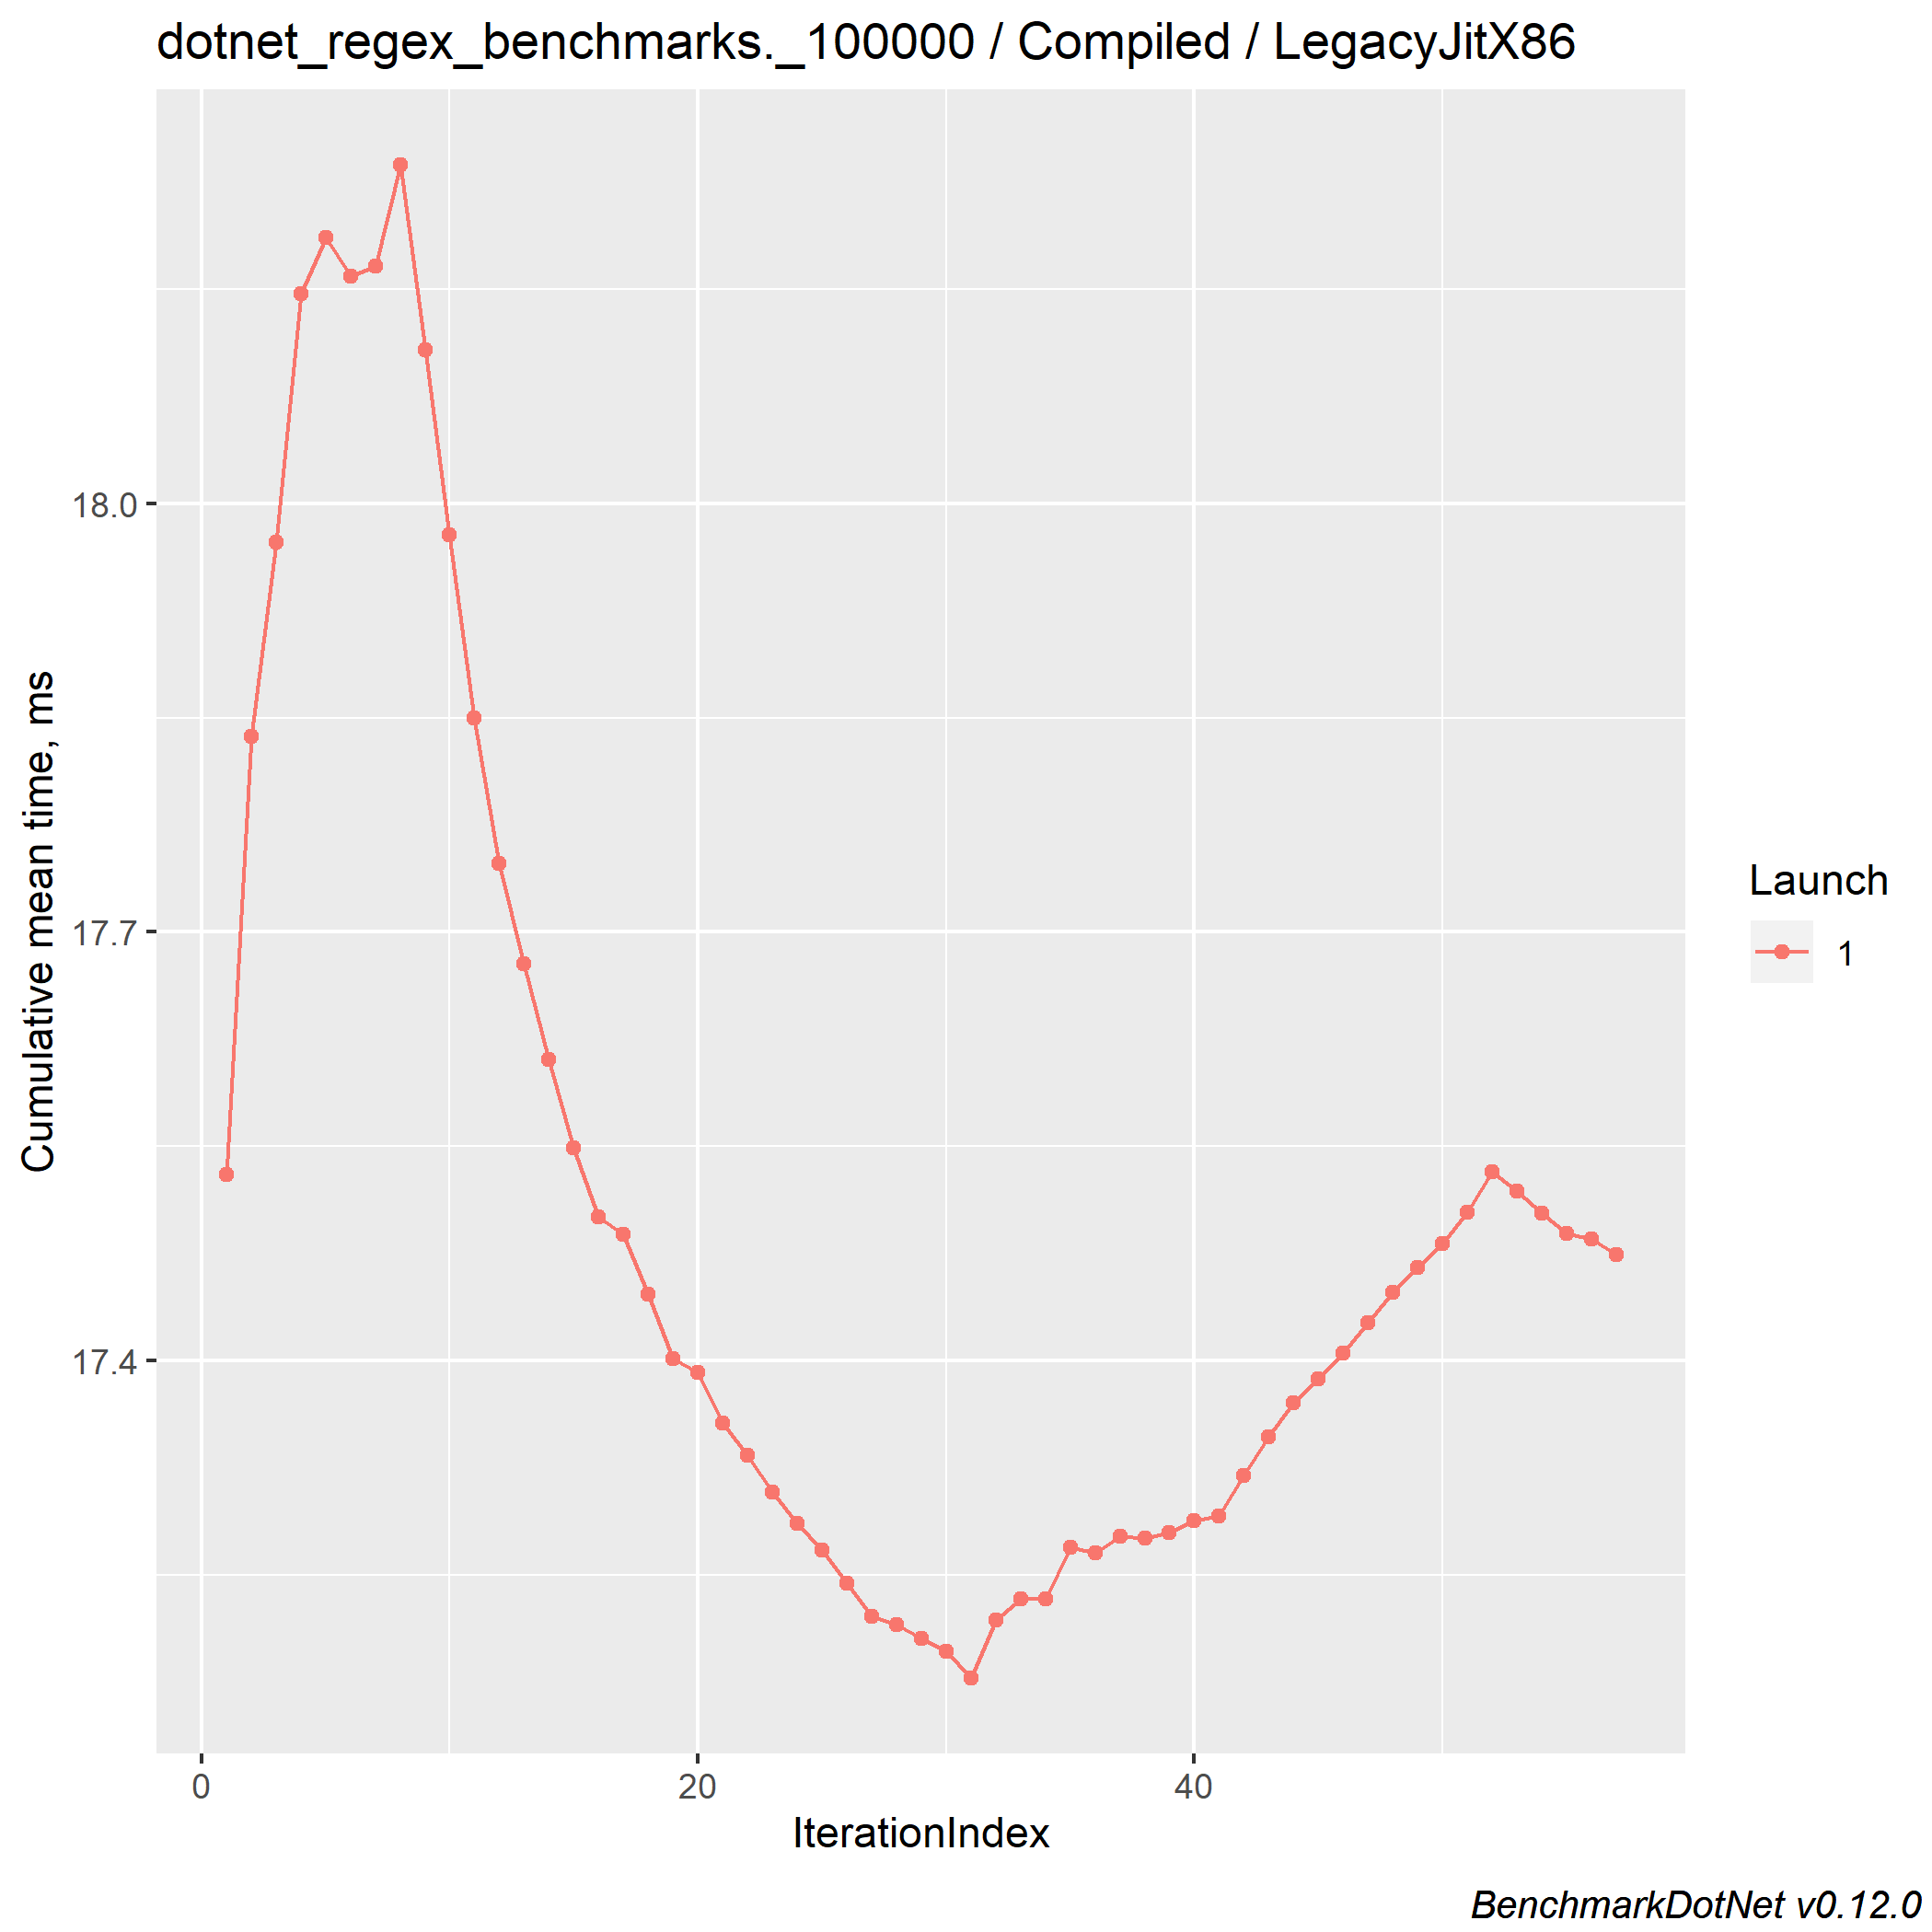 dotnet_regex_benchmarks._100000 / Compiled / LegacyJitX86
Cumulative mean time, ms
18.0
17.7
17.4
0
20
40
IterationIndex
Launch
1
BenchmarkDotNet v0.12.0